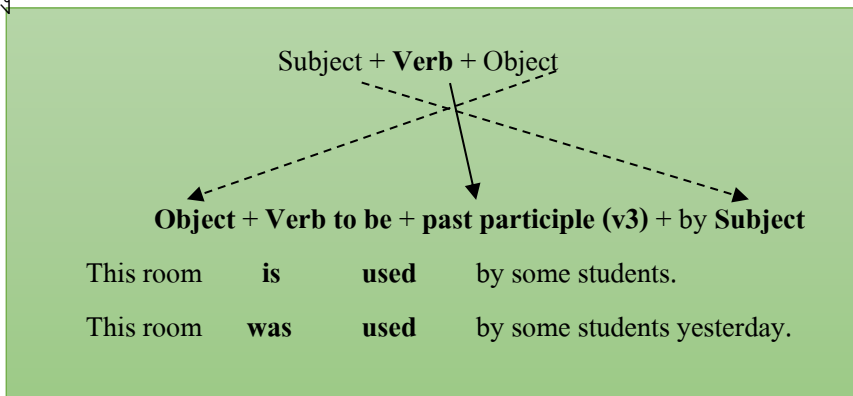 Subject + Verb + Object
Object + Verb to be + past participle (v3) + by Subject
This room is used by some students.
This room was used by some students yesterday.